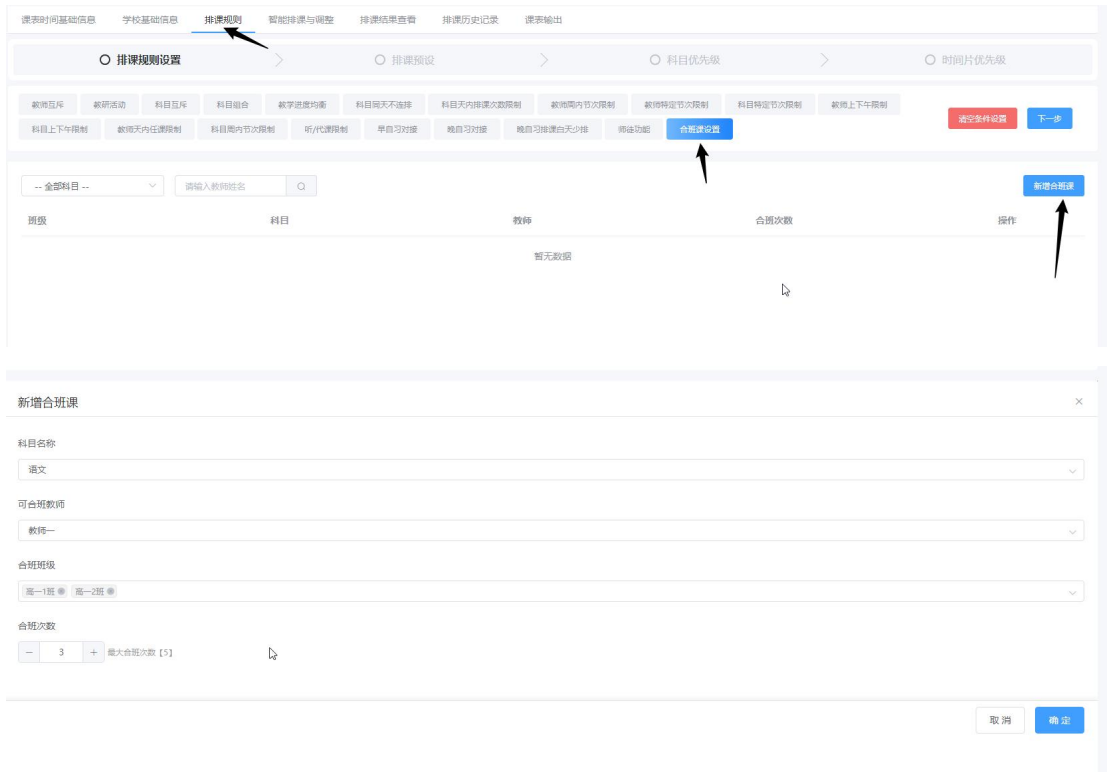 课表时间基础信息 学校基础信息 排课规则 智能排课与调整 排课结果查看 排课历史记录 课表输出
排课规则设置 排课预设 科目优先级 时间片优先级
教师互斥 教研活动 科目互斥 科目组合 教学进度均衡 科目同天不连排 科目天内排课次数限制 教师周内节次限制 教师特定节次限制 科目特定节次限制 教师上下午限制
科目上下午限制 教师天内任课限制 科目周内节次限制 听/代课限制 早自习对接 晚自习对接 晚自习排课白天少排 师徒功能 合班课设置
清空条件设置 下一步
-- 全部科目 -- 请输入教师姓名 新增合班课
班级 科目 教师 合班次数 操作
暂无数据
新增合班课
科目名称
语文
可合班教师
教师一
合班班级
高一1班 高一2班
合班次数
3 最大合班次数【5】
取 消 确 定